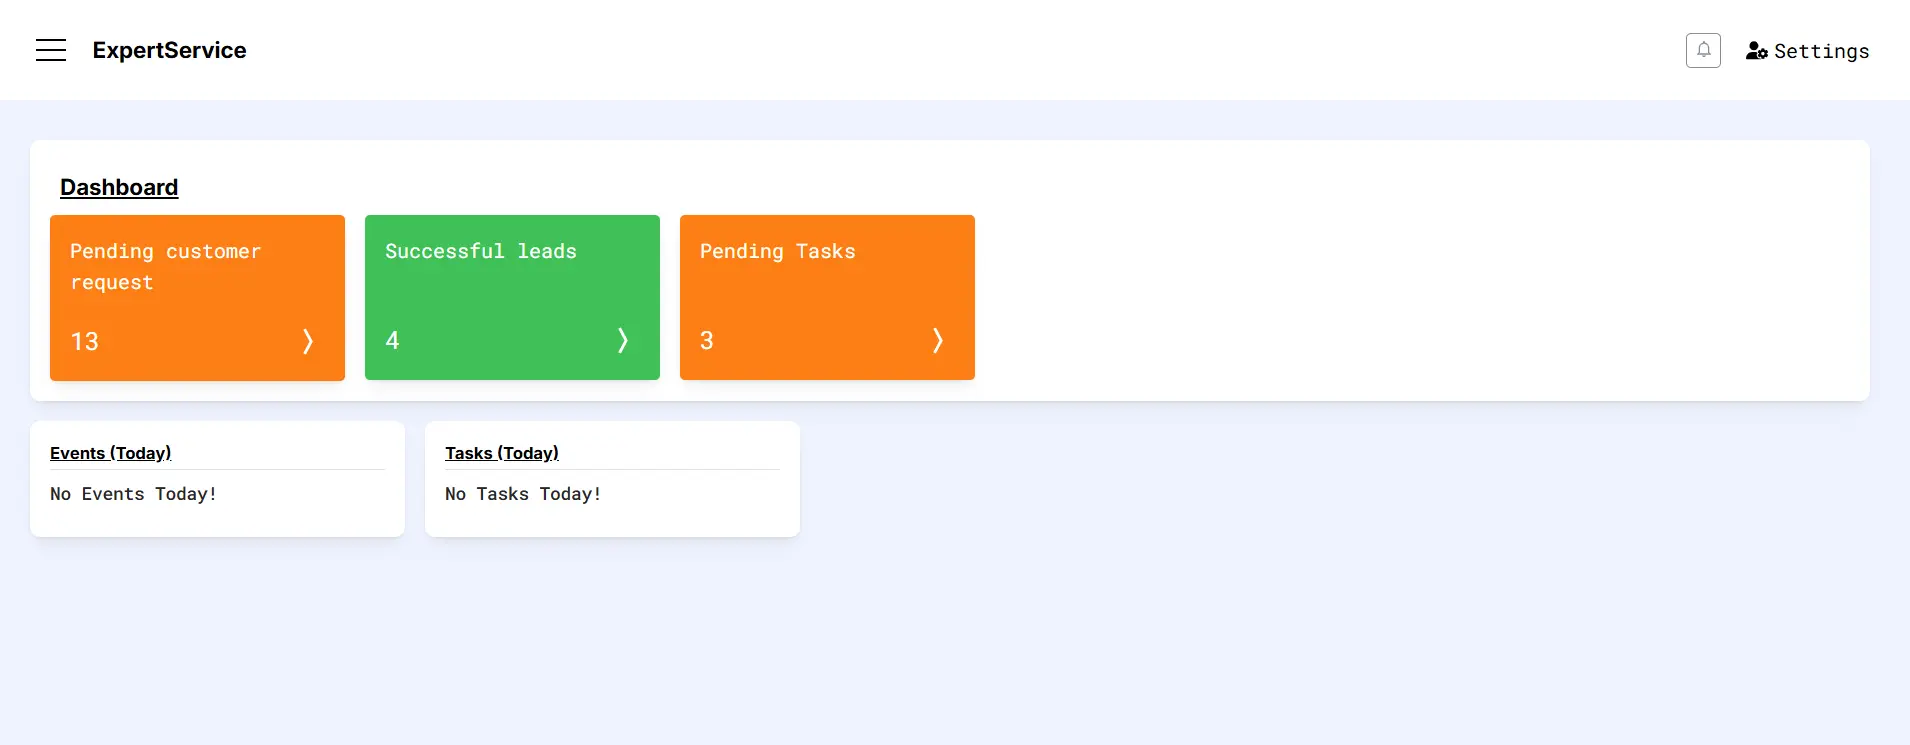 ExpertService
Settings
Dashboard
Pending customer
request
13
Successful leads
4
Pending Tasks
3
Events (Today)
No Events Today!
Tasks (Today)
No Tasks Today!